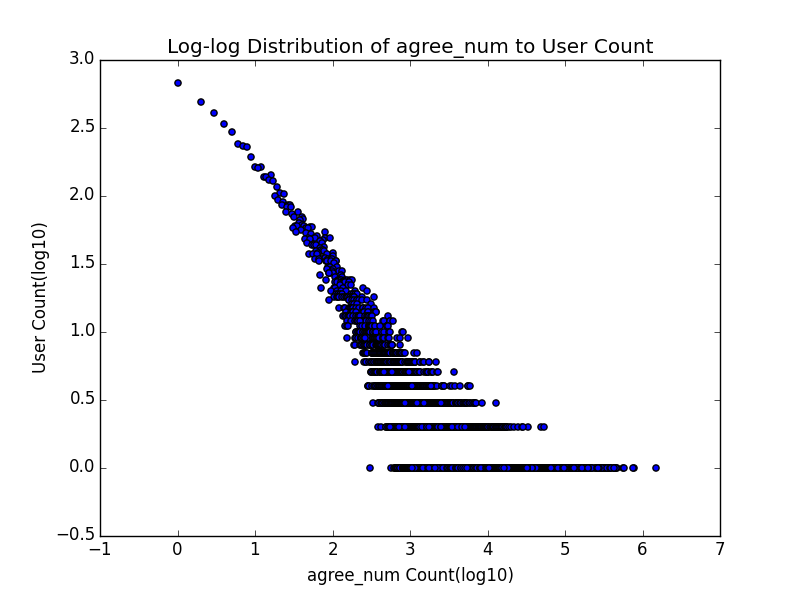 Log-log Distribution of agree_num to User Count
3.0
2.5
2.0
1.5
1.0
0.5
0.0
−0.5
User Count(log10)
−1 0 1 2 3 4 5 6 7
agree_num Count(log10)